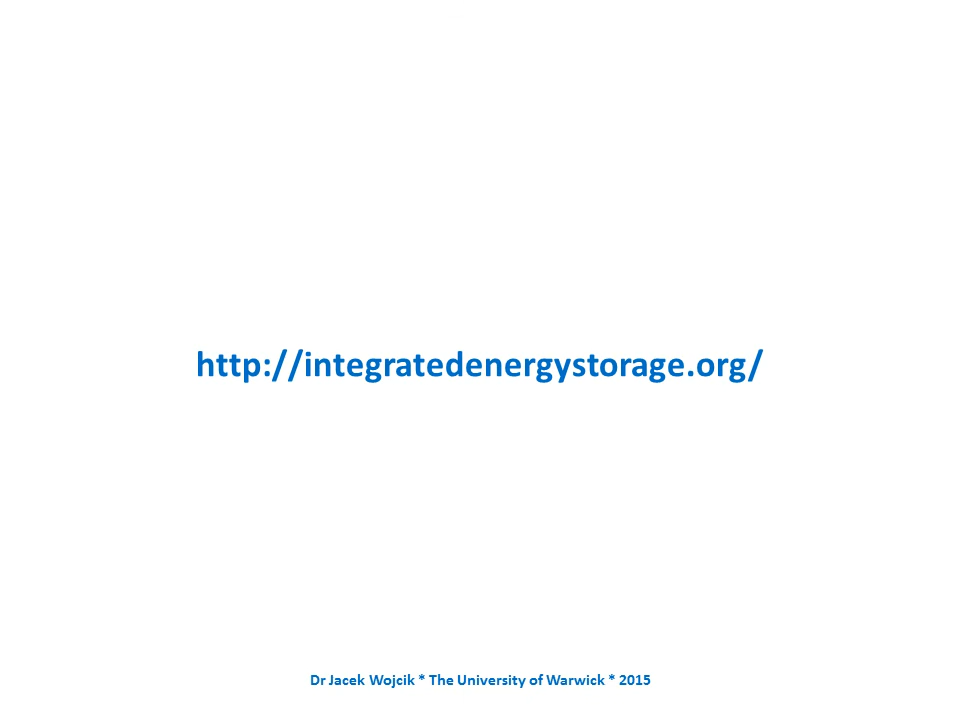 http://integratedenergystorage.org/
Dr Jacek Wojcik * The University of Warwick * 2015